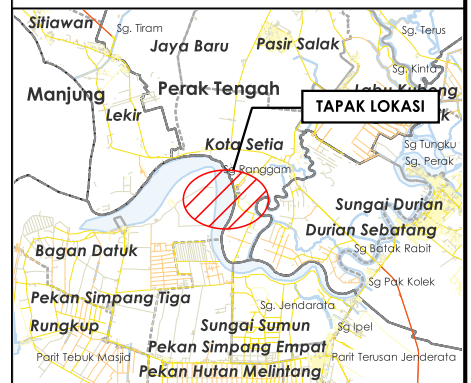 Sitiawan
Sg. Tiram
Sg. Terus
Jaya Baru
Pasir Salak
Sg. Kinta
Manjung
Perak Tengah
Labu Kubong
TAPAK LOKASI
Lekir
Kota Setia
Sg Tungku
Sg. Perak
Sg Ranggam
Sungai Durian
Durian Sebatang
Bagan Datuk
Sg Batak Rabit
Sg Pak Kolek
Pekan Simpang Tiga
Sg. Jendarata
Rungkup
Sungai Sumun
Sg Ipel
Pekan Simpang Empat
Parit Tebuk Masjid
Parit Terusan Jenderata
Pekan Hutan Melintang